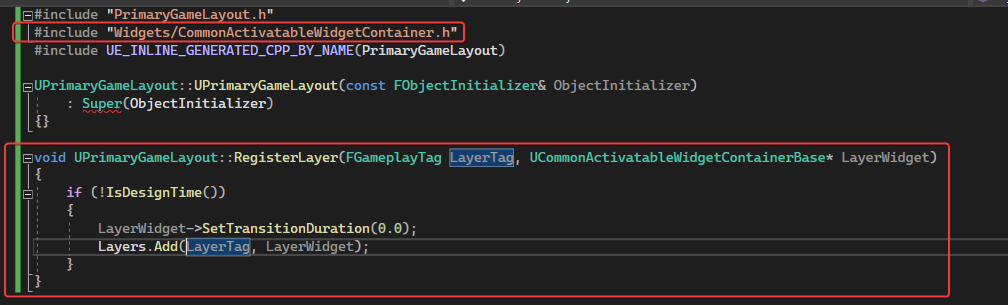 #include "PrimaryGameLayout.h"
#include "Widgets/CommonActivatableWidgetContainer.h"
#include UE_INLINE_GENERATED_CPP_BY_NAME(PrimaryGameLayout)
UPrimaryGameLayout::UPrimaryGameLayout(const FObjectInitializer& ObjectInitializer)
: Super(ObjectInitializer)
{}
void UPrimaryGameLayout::RegisterLayer(FGameplayTag LayerTag, UCommonActivatableWidgetContainerBase* LayerWidget)
{
if (!IsDesignTime())
{
LayerWidget->SetTransitionDuration(0.0);
Layers.Add(LayerTag, LayerWidget);
}
}